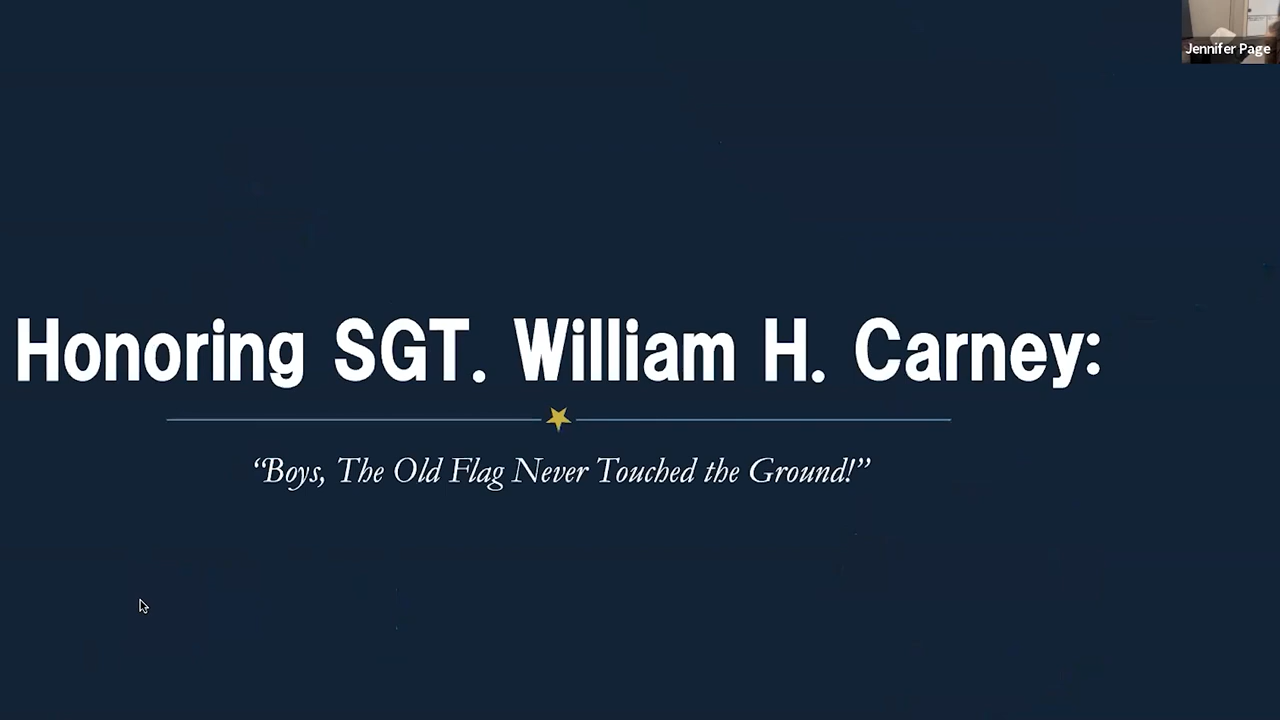 Jennifer Page
Honoring SGT. William H. Carney:
“Boys, The Old Flag Never Touched the Ground!”